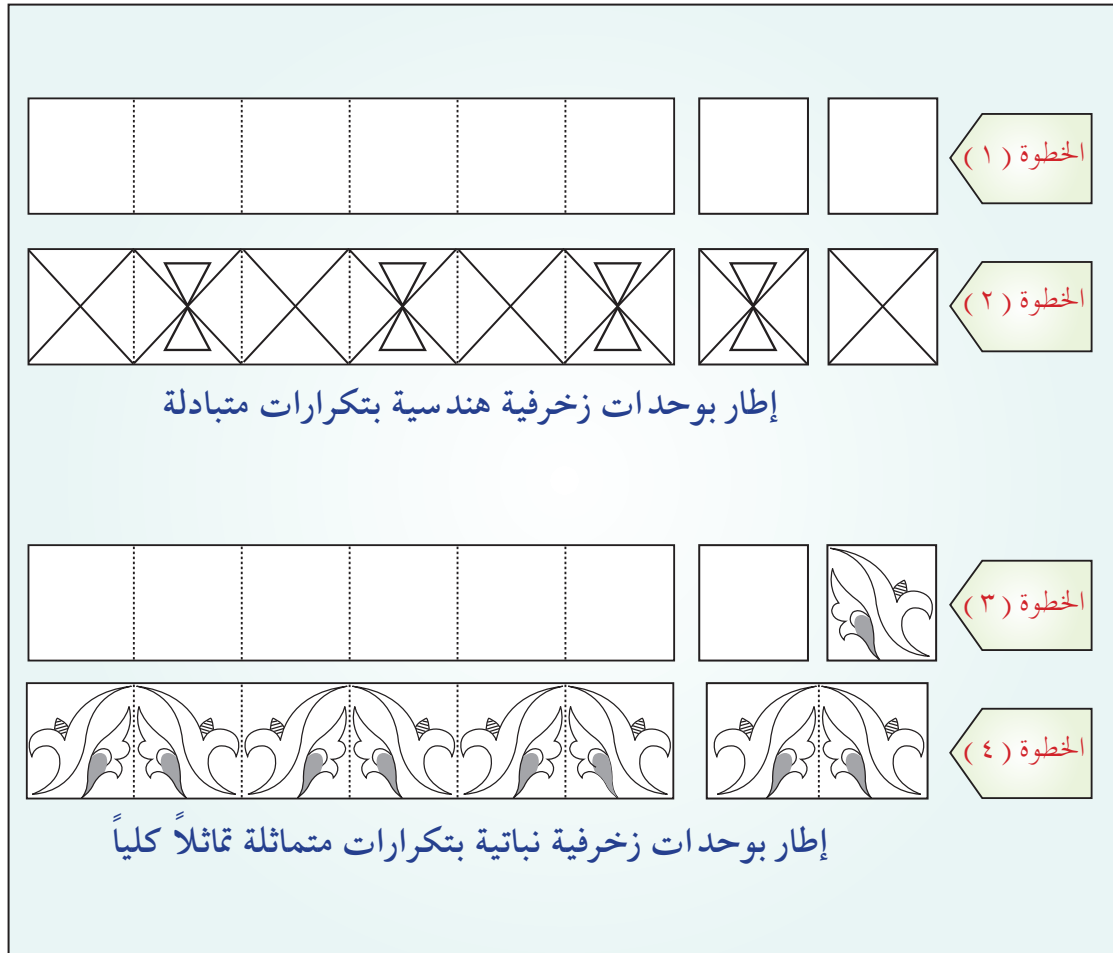 الخطوة ( ١ )
الخطوة ( ٢ )
إطار بوحدات زخرفية هندسية بتكرارات متبادلة
الخطوة ( ٣ )
الخطوة ( ٤ )
إطار بوحدات زخرفية نباتية بتكرارات متماثلة تماثلاً كلياً